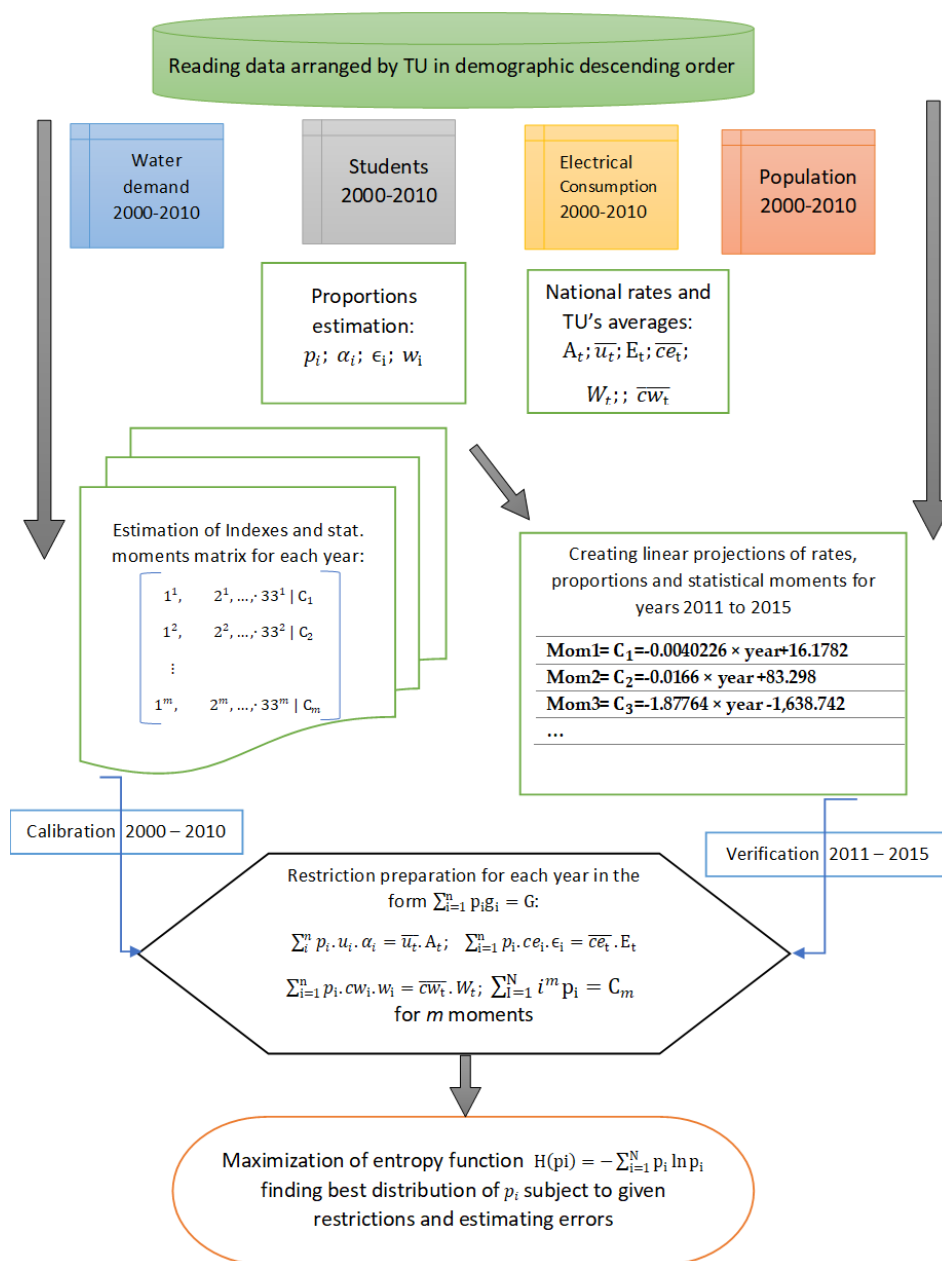 Reading data arranged by TU in demographic descending order
Water
demand
2000-2010
Students
2000-2010
Electrical
Consumption
2000-2010
Population
2000-2010
Proportions
estimation:
pᵢ; αᵢ; ϵᵢ; wᵢ
National rates and
TU’s averages:
Aₜ; u̅ₜ; Eₜ; c̅e̅ₜ;
Wₜ; ; c̅w̅ₜ
Estimation of Indexes and stat.
moments matrix for each year:
1¹, 2¹, …,· 33¹ | C₁
1², 2², …,· 33² | C₂
⋮
1ᵐ, 2ᵐ, …,· 33ᵐ | Cₘ
Creating linear projections of rates,
proportions and statistical moments for
years 2011 to 2015
Mom1= C₁=-0.0040226 × year+16.1782
Mom2= C₂=-0.0166 × year +83.298
Mom3= C₃=-1.87764 × year -1,638.742
...
Calibration 2000 – 2010
Verification 2011 – 2015
Restriction preparation for each year in the
form ∑ⁿᵢ₌₁ pᵢgᵢ = G:
∑ⁿᵢ pᵢ.uᵢ.αᵢ = u̅ₜ.Aₜ; ∑ⁿᵢ₌₁ pᵢ.ceᵢ.ϵᵢ = c̅e̅ₜ.Eₜ
∑ⁿᵢ₌₁ pᵢ.cwᵢ.wᵢ = c̅w̅ₜ.Wₜ; ∑ᴺI₌₁ iᵐpᵢ = Cₘ
for m moments
Maximization of entropy function H(pi) = −∑ᴺᵢ₌₁ pᵢ ln pᵢ
finding best distribution of pᵢ subject to given
restrictions and estimating errors